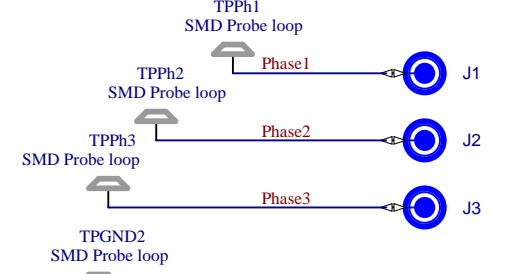 TPPh1
SMD Probe loop
Phase1
J1
TPPh2
SMD Probe loop
Phase2
J2
TPPh3
SMD Probe loop
Phase3
J3
TPGND2
SMD Probe loop